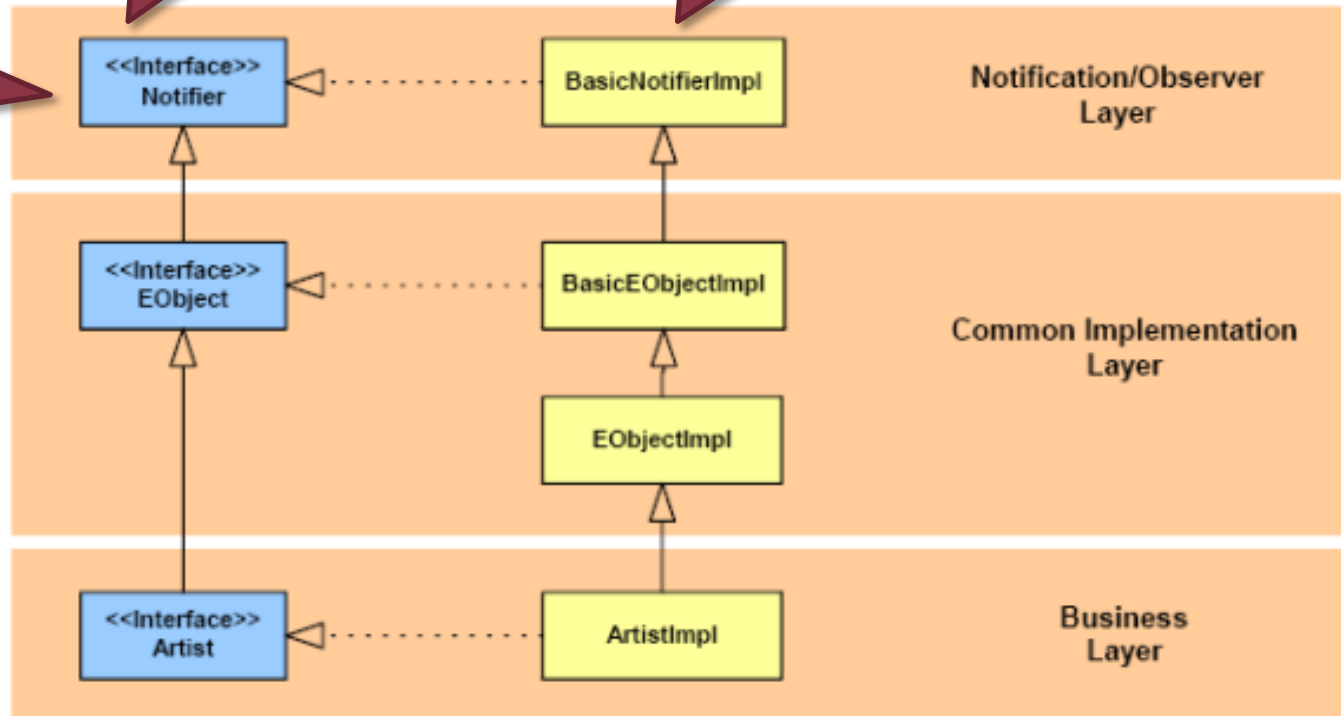 <<Interface>>
Notifier
BasicNotifierImpl
Notification/Observer
Layer
<<Interface>>
EObject
BasicEObjectImpl
Common Implementation
Layer
EObjectImpl
<<Interface>>
Artist
ArtistImpl
Business
Layer